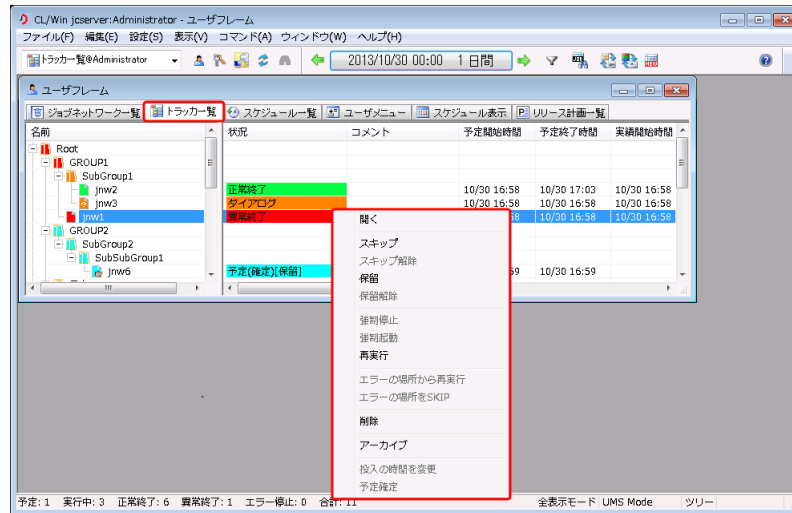 CL/Win jcserver:Administrator - ユーザフレーム
ファイル(F) 編集(E) 設定(S) 表示(V) コマンド(A) ウィンドウ(W) ヘルプ(H)
トラッカ一覧@Administrator 2013/10/30 00:00 1 日間
ユーザフレーム
ジョブネットワーク一覧 トラッカ一覧 スケジュール一覧 ユーザメニュー スケジュール表示 リリース計画一覧
名前 状況 コメント 予定開始時間 予定終了時間 実績開始時間
Root
GROUP1
SubGroup1
jnw2 正常終了 10/30 16:58 10/30 17:03 10/30 16:58
jnw3 ダイアログ 10/30 16:58 10/30 16:58 10/30 16:58
jnw1 異常終了 58 10/30 16:58 10/30 16:58
GROUP2
SubGroup2
SubSubGroup1
jnw6 予定(確定)[保留] 59 10/30 16:59
開く
スキップ
スキップ解除
保留
保留解除
強制停止
強制起動
再実行
エラーの場所から再実行
エラーの場所をSKIP
削除
アーカイブ
投入の時間を変更
予定確定
予定: 1 実行中: 3 正常終了: 6 異常終了: 1 エラー停止: 0 合計: 11 全表示モード UMS Mode ツリー